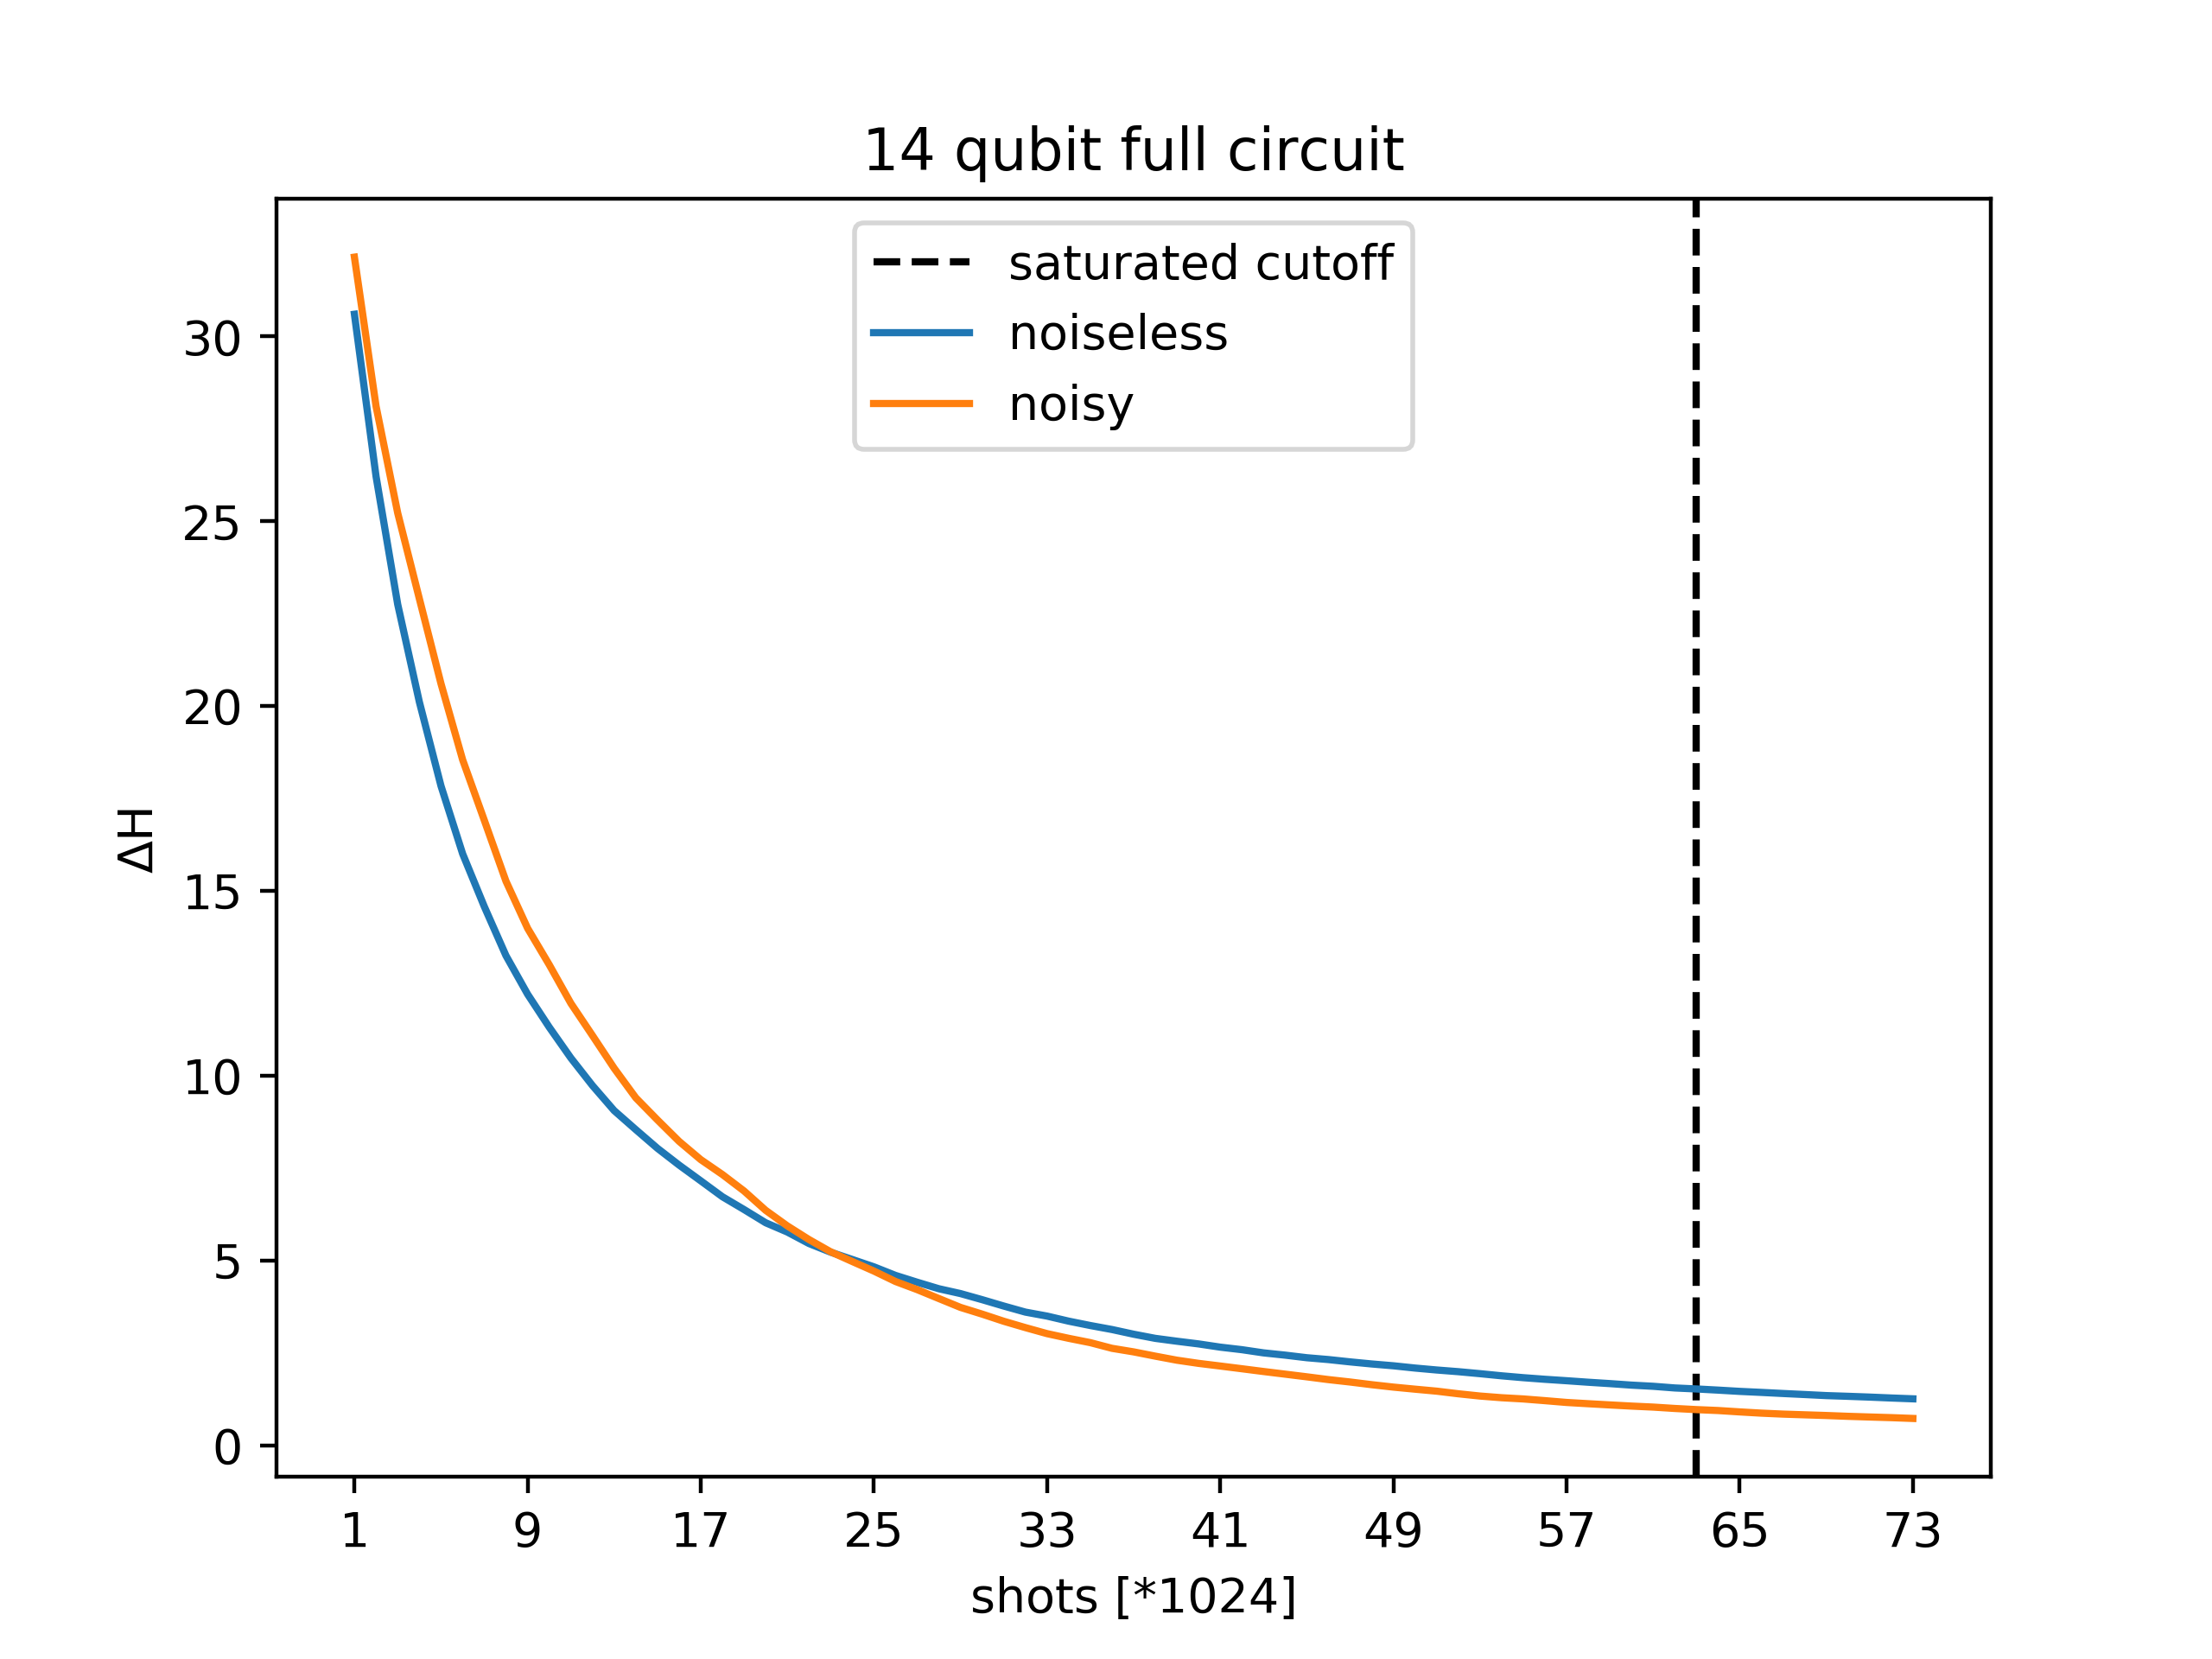 14 qubit full circuit
saturated cutoff
noiseless
noisy
30
25
20
15
10
5
0
ΔH
1 9 17 25 33 41 49 57 65 73
shots [*1024]